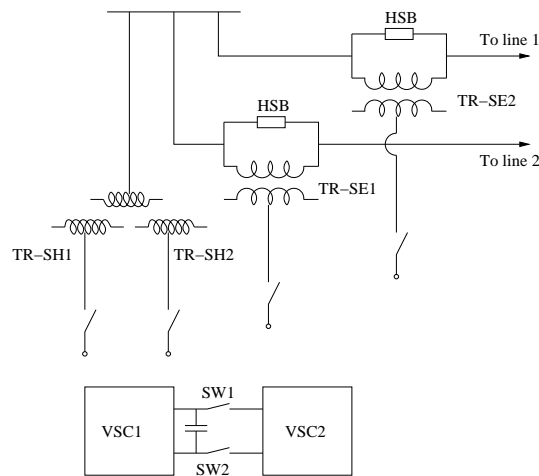 HSB
To line 1
TR−SE2
HSB
To line 2
TR−SE1
TR−SH1
TR−SH2
SW1
VSC1
VSC2
SW2